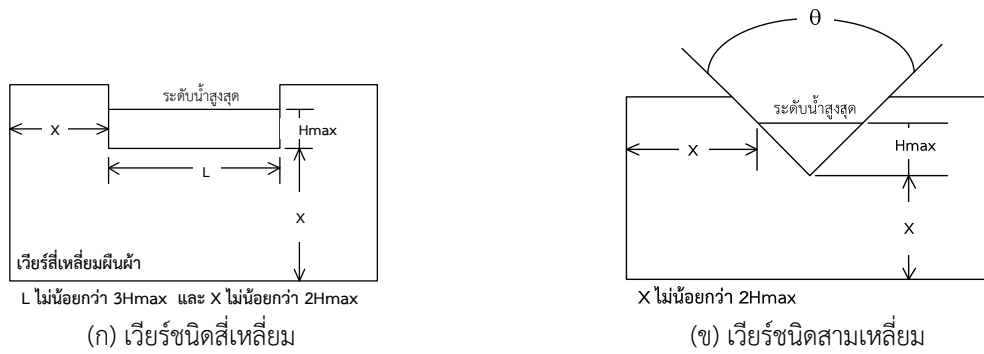 ระดับน้ำสูงสุด
X
Hmax
L
X
เวียร์สี่เหลี่ยมผืนผ้า
L ไม่น้อยกว่า 3Hmax และ X ไม่น้อยกว่า 2Hmax
(ก) เวียร์ชนิดสี่เหลี่ยม
θ
ระดับน้ำสูงสุด
Hmax
X
X
X ไม่น้อยกว่า 2Hmax
(ข) เวียร์ชนิดสามเหลี่ยม